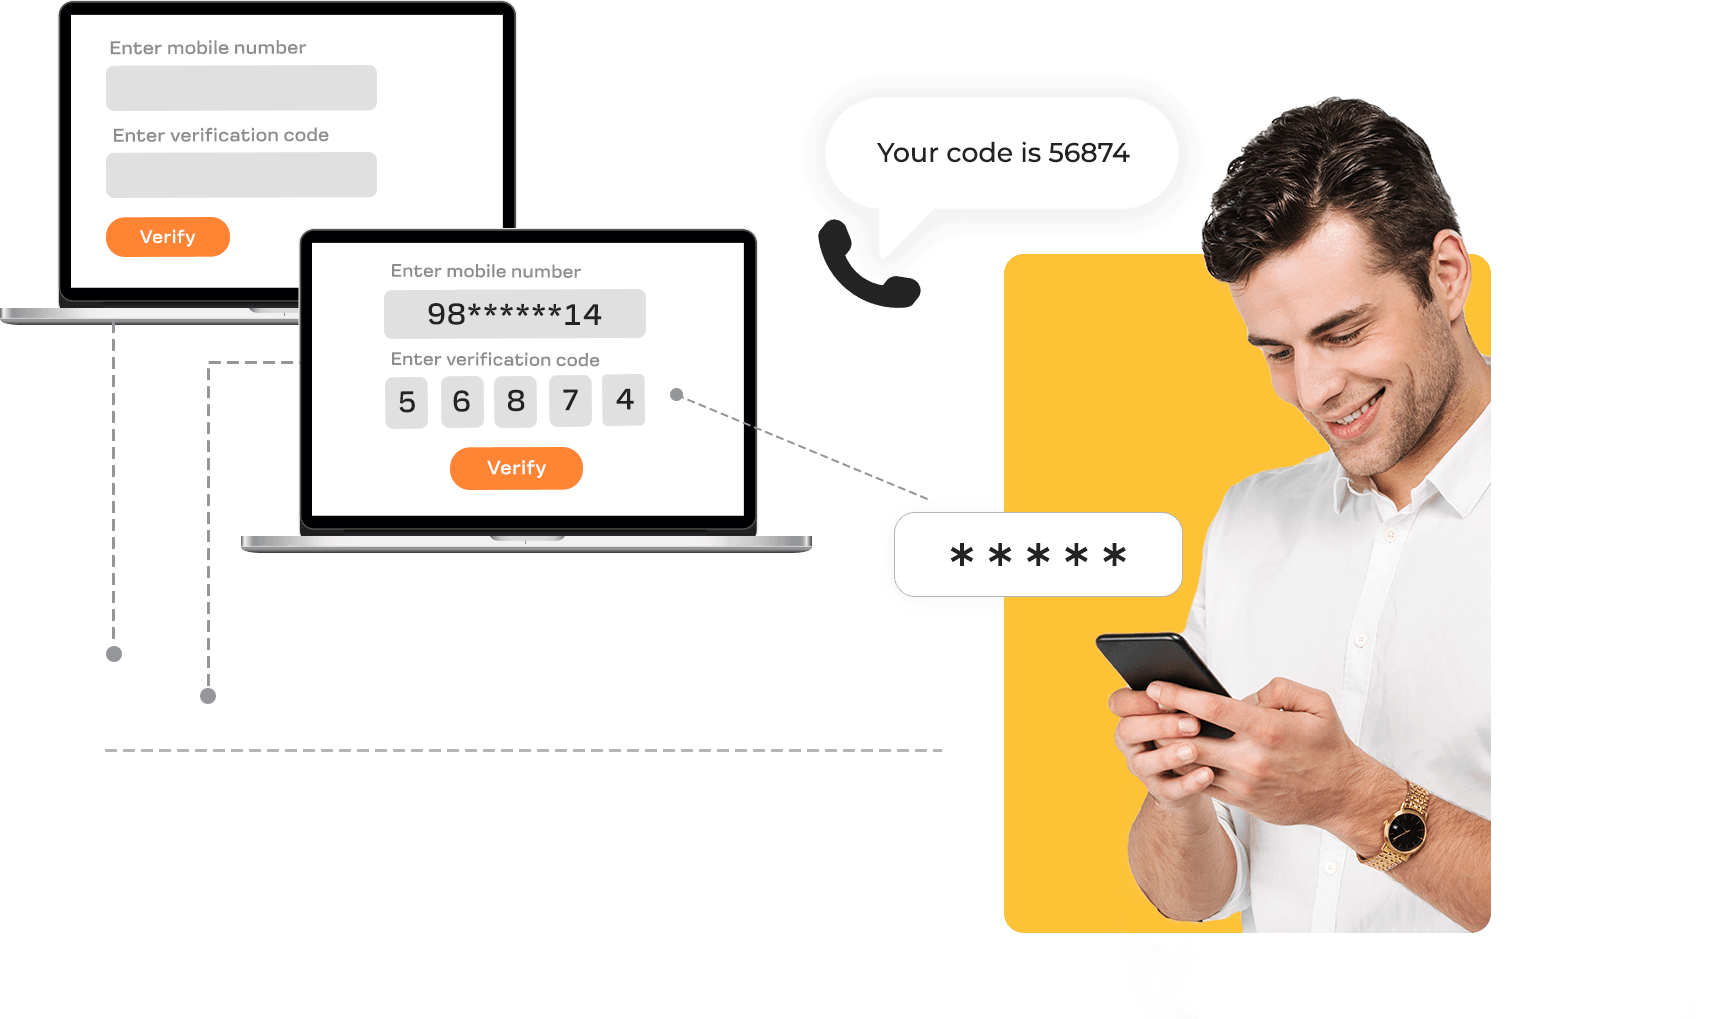 Enter mobile number
Enter verification code
Verify
Enter mobile number
98******14
Enter verification code
5 6 8 7 4
Verify
Your code is 56874
* * * * *